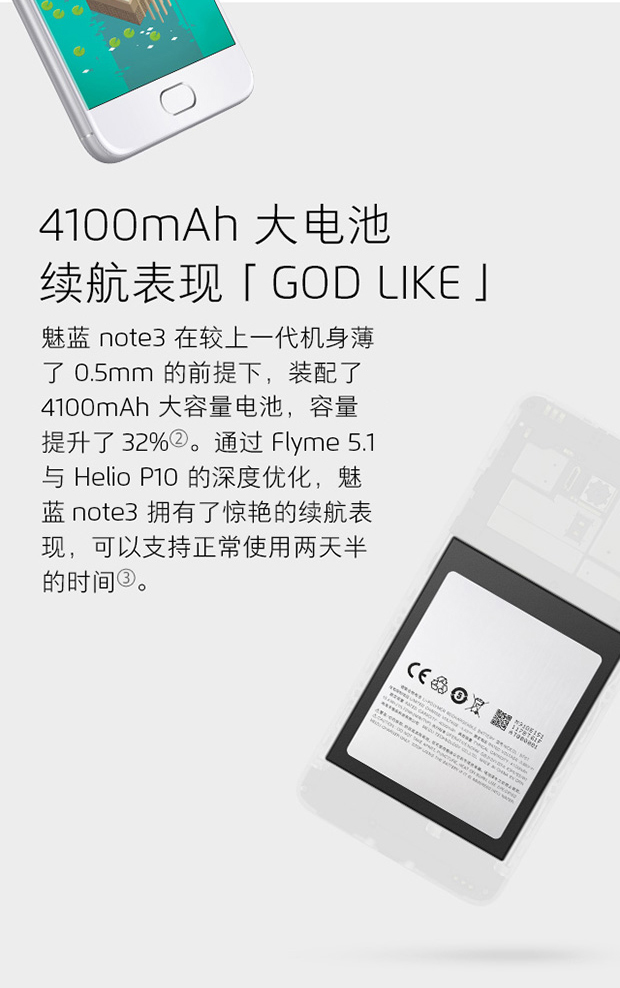 4100mAh 大电池
续航表现「GOD LIKE」
魅蓝 note3 在较上一代机身薄
了 0.5mm 的前提下，装配了
4100mAh 大容量电池，容量
提升了 32%②。通过 Flyme 5.1
与 Helio P10 的深度优化，魅
蓝 note3 拥有了惊艳的续航表
现，可以支持正常使用两天半
的时间③。
CE